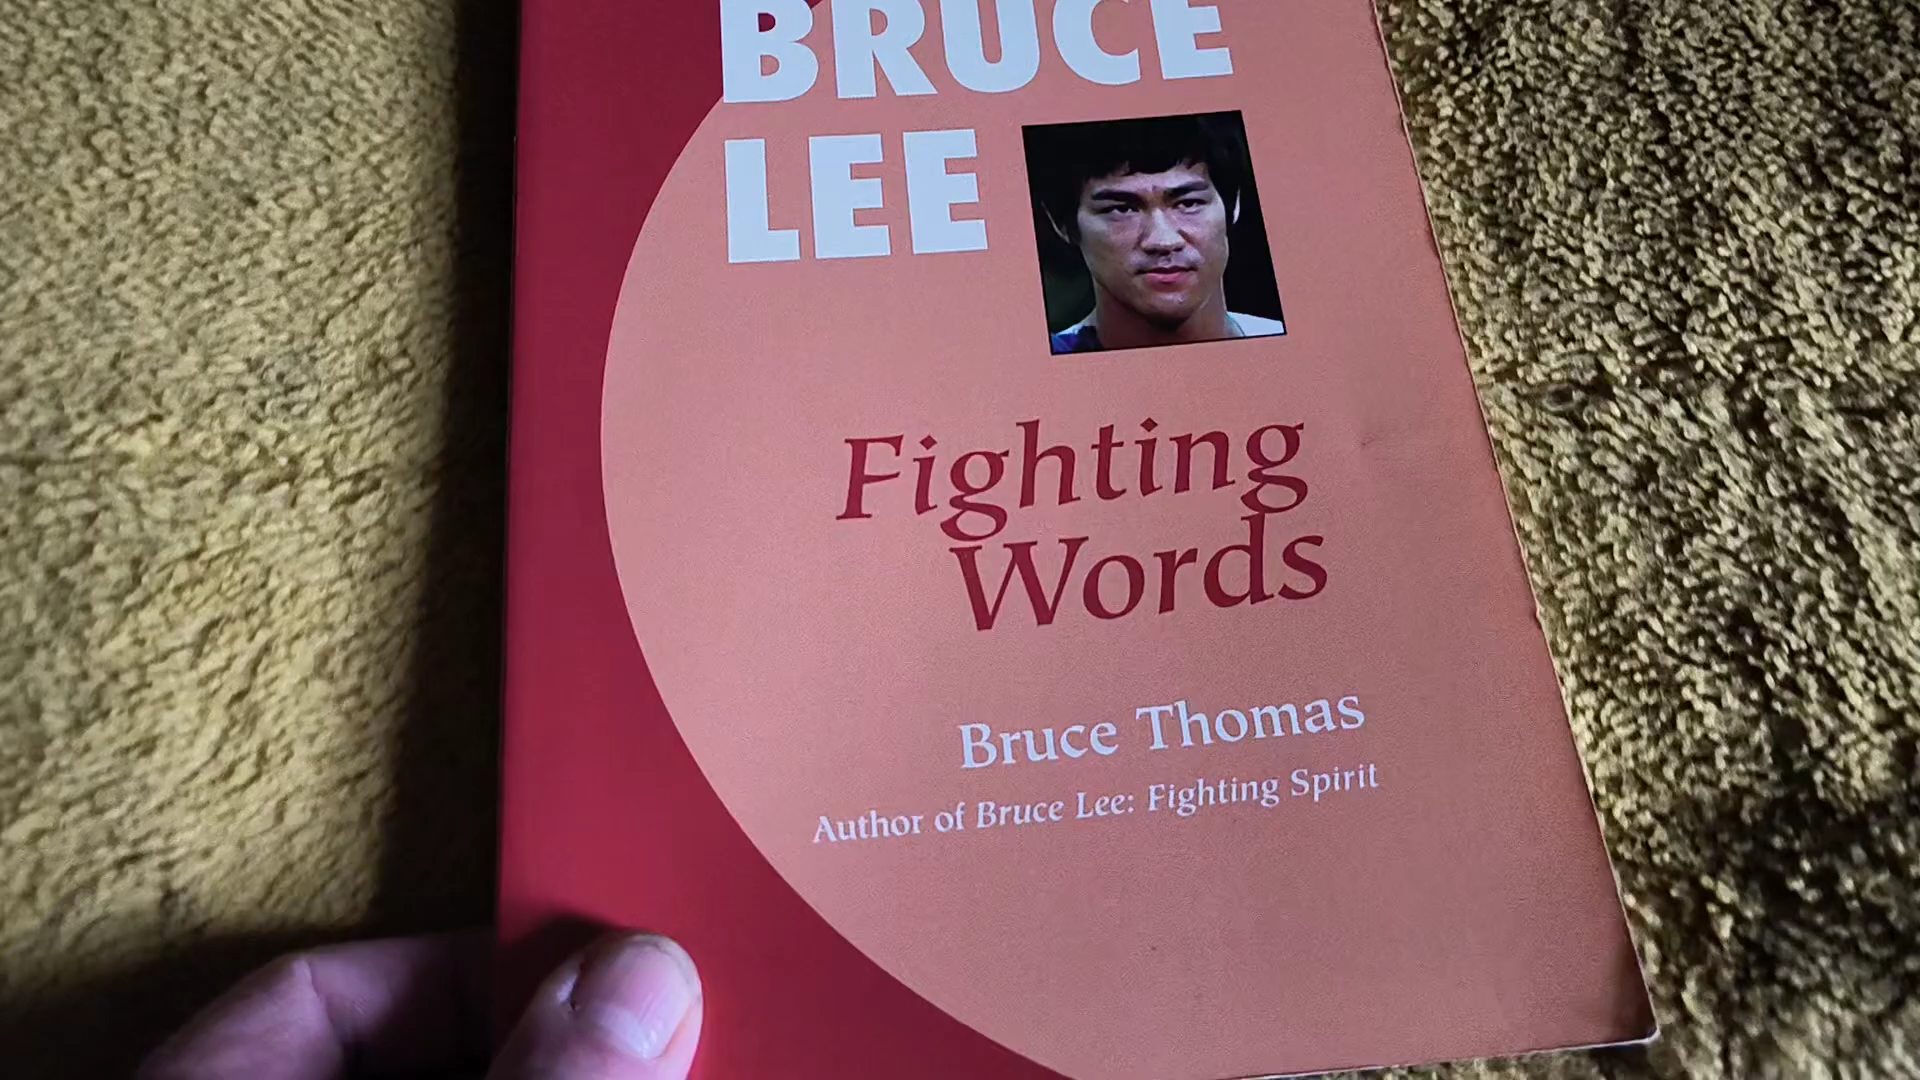 BRUCE
LEE
Fighting
Words
Bruce Thomas
Author of Bruce Lee: Fighting Spirit